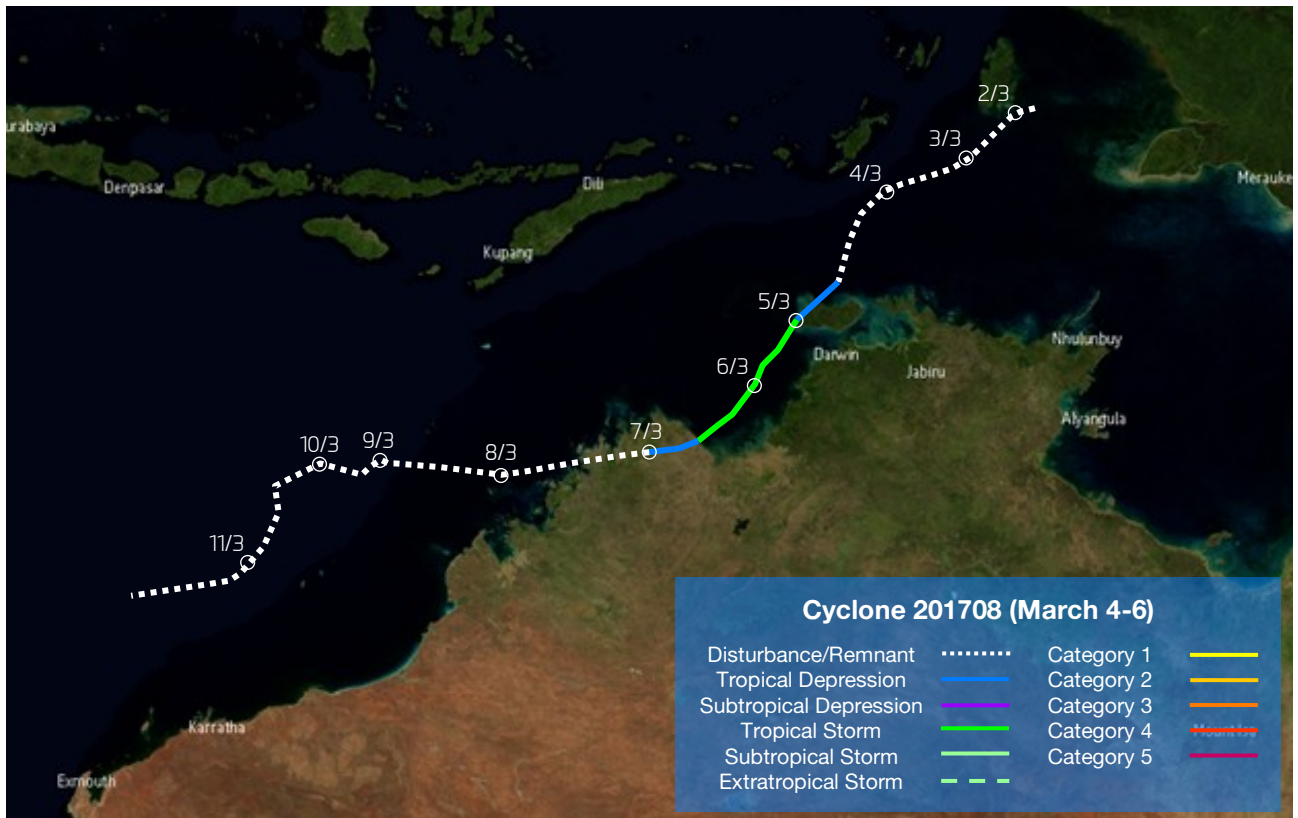 2/3
urabaya
3/3
4/3
Denpasar
Dili
Merauke
Kupang
5/3
Nhulunbuy
Darwin
6/3
Jabiru
Alyangula
7/3
10/3
9/3
8/3
11/3
Cyclone 201708 (March 4-6)
Disturbance/Remnant
Category 1
Tropical Depression
Category 2
Subtropical Depression
Category 3
Tropical Storm
Category 4
Mount Isa
Subtropical Storm
Category 5
Extratropical Storm
Karratha
Exmouth